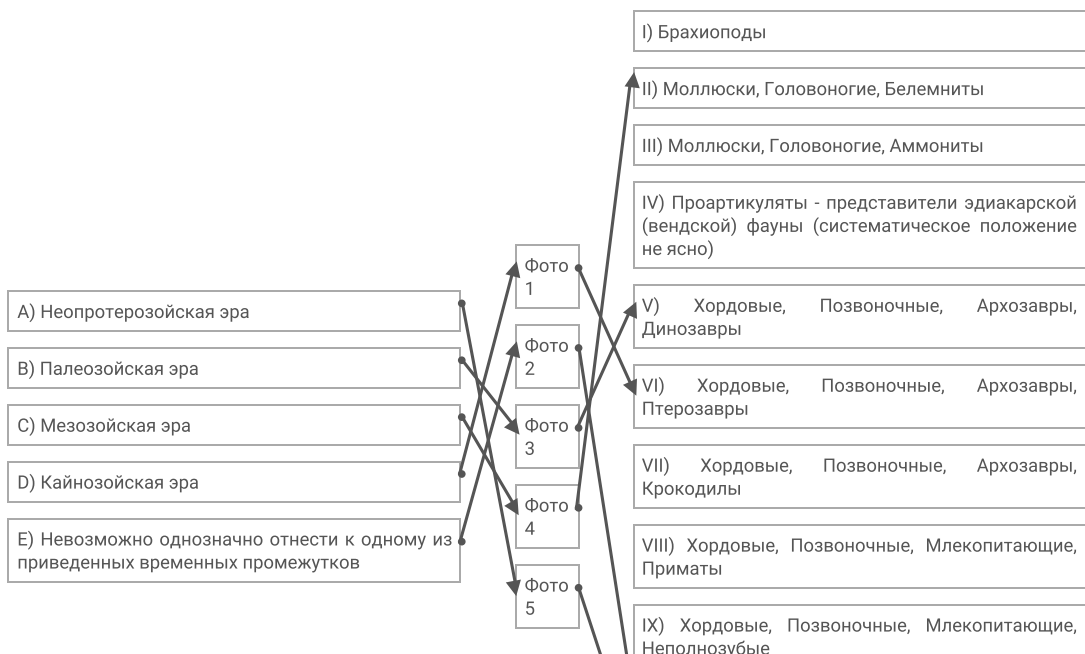 A) Неопротерозойская эра
B) Палеозойская эра
C) Мезозойская эра
D) Кайнозойская эра
E) Невозможно однозначно отнести к одному из
приведенных временных промежутков
Фото
1
Фото
2
Фото
3
Фото
4
Фото
5
I) Брахиоподы
II) Моллюски, Головоногие, Белемниты
III) Моллюски, Головоногие, Аммониты
IV) Проартикуляты - представители эдиакарской
(вендской) фауны (систематическое положение
не ясно)
V) Хордовые, Позвоночные, Архозавры,
Динозавры
VI) Хордовые, Позвоночные, Архозавры,
Птерозавры
VII) Хордовые, Позвоночные, Архозавры,
Крокодилы
VIII) Хордовые, Позвоночные, Млекопитающие,
Приматы
IX) Хордовые, Позвоночные, Млекопитающие,
Неполнозубые